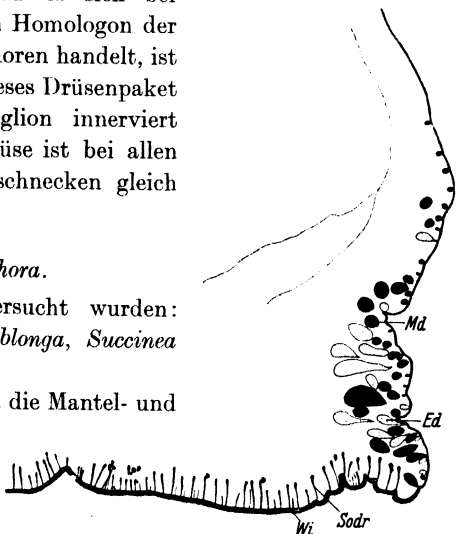 Homologon der
oren handelt, ist
eses Drüsenpaket
glion innerviert
üse ist bei allen
schnecken gleich
hora.
ersucht wurden:
blonga, Succinea
die Mantel- und
Md
Ed
Wi
Sodr